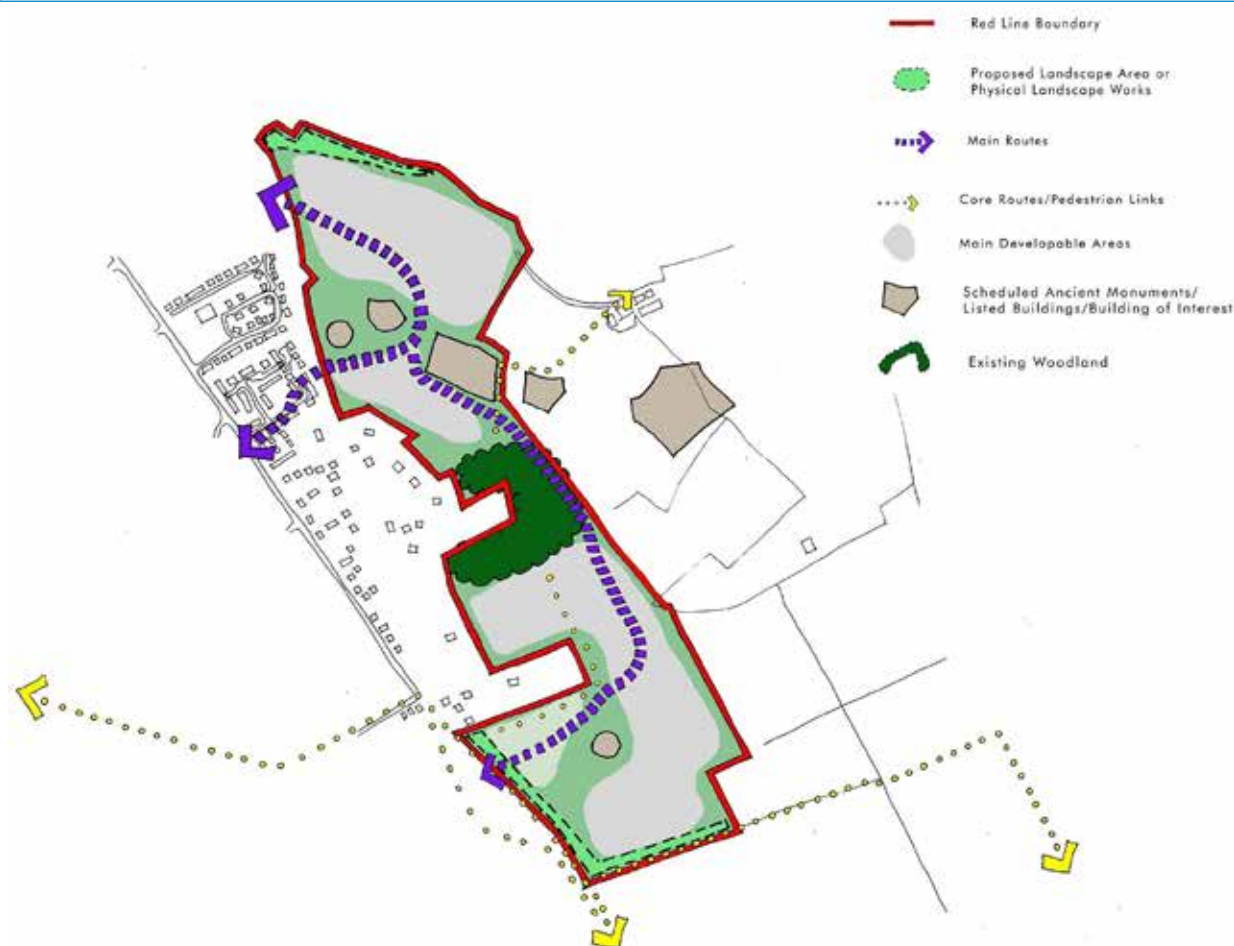 Red Line Boundary
Proposed Landscape Area or
Physical Landscape Works
Main Routes
Core Routes/Pedestrian Links
Main Developable Areas
Scheduled Ancient Monuments/
Listed Buildings/Building of Interest
Existing Woodland